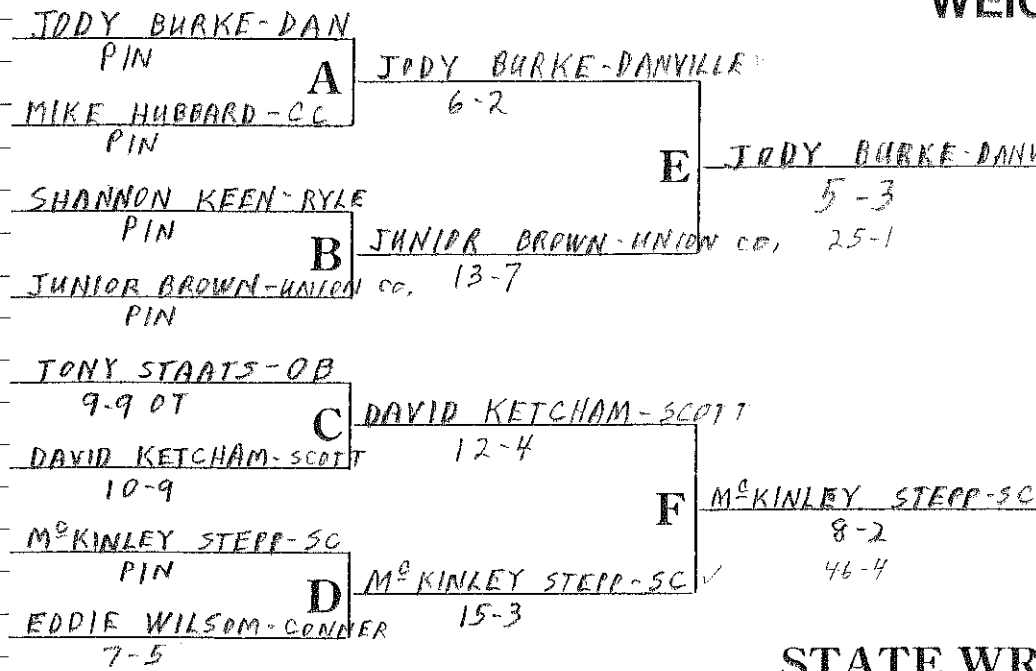 JODY BURKE-DAN
PIN
A
MIKE HUBBARD-CC
PIN
JODY BURKE-DANVILLE
6-2
SHANNON KEEN-RYLE
PIN
B
JUNIOR BROWN-UNION CO.
PIN
JUNIOR BROWN-UNION CO.
13-7
E
JODY BURKE-DANV
5-3
25-1
TONY STAATS-OB
9-9 OT
C
DAVID KETCHAM-SCOTT
10-9
DAVID KETCHAM-SCOTT
12-4
McKINLEY STEPP-SC
PIN
D
EDDIE WILSOM-CONNER
7-5
McKINLEY STEPP-SC ✓
15-3
F
McKINLEY STEPP-SC
8-2
46-4
STATE WR